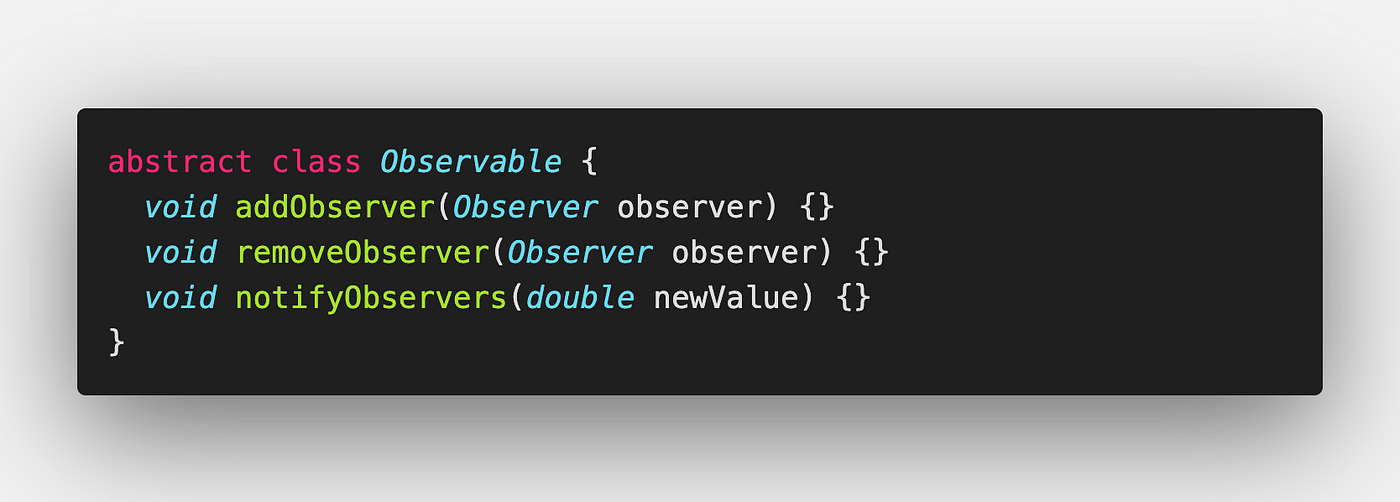 abstract class Observable {
  void addObserver(Observer observer) {}
  void removeObserver(Observer observer) {}
  void notifyObservers(double newValue) {}
}